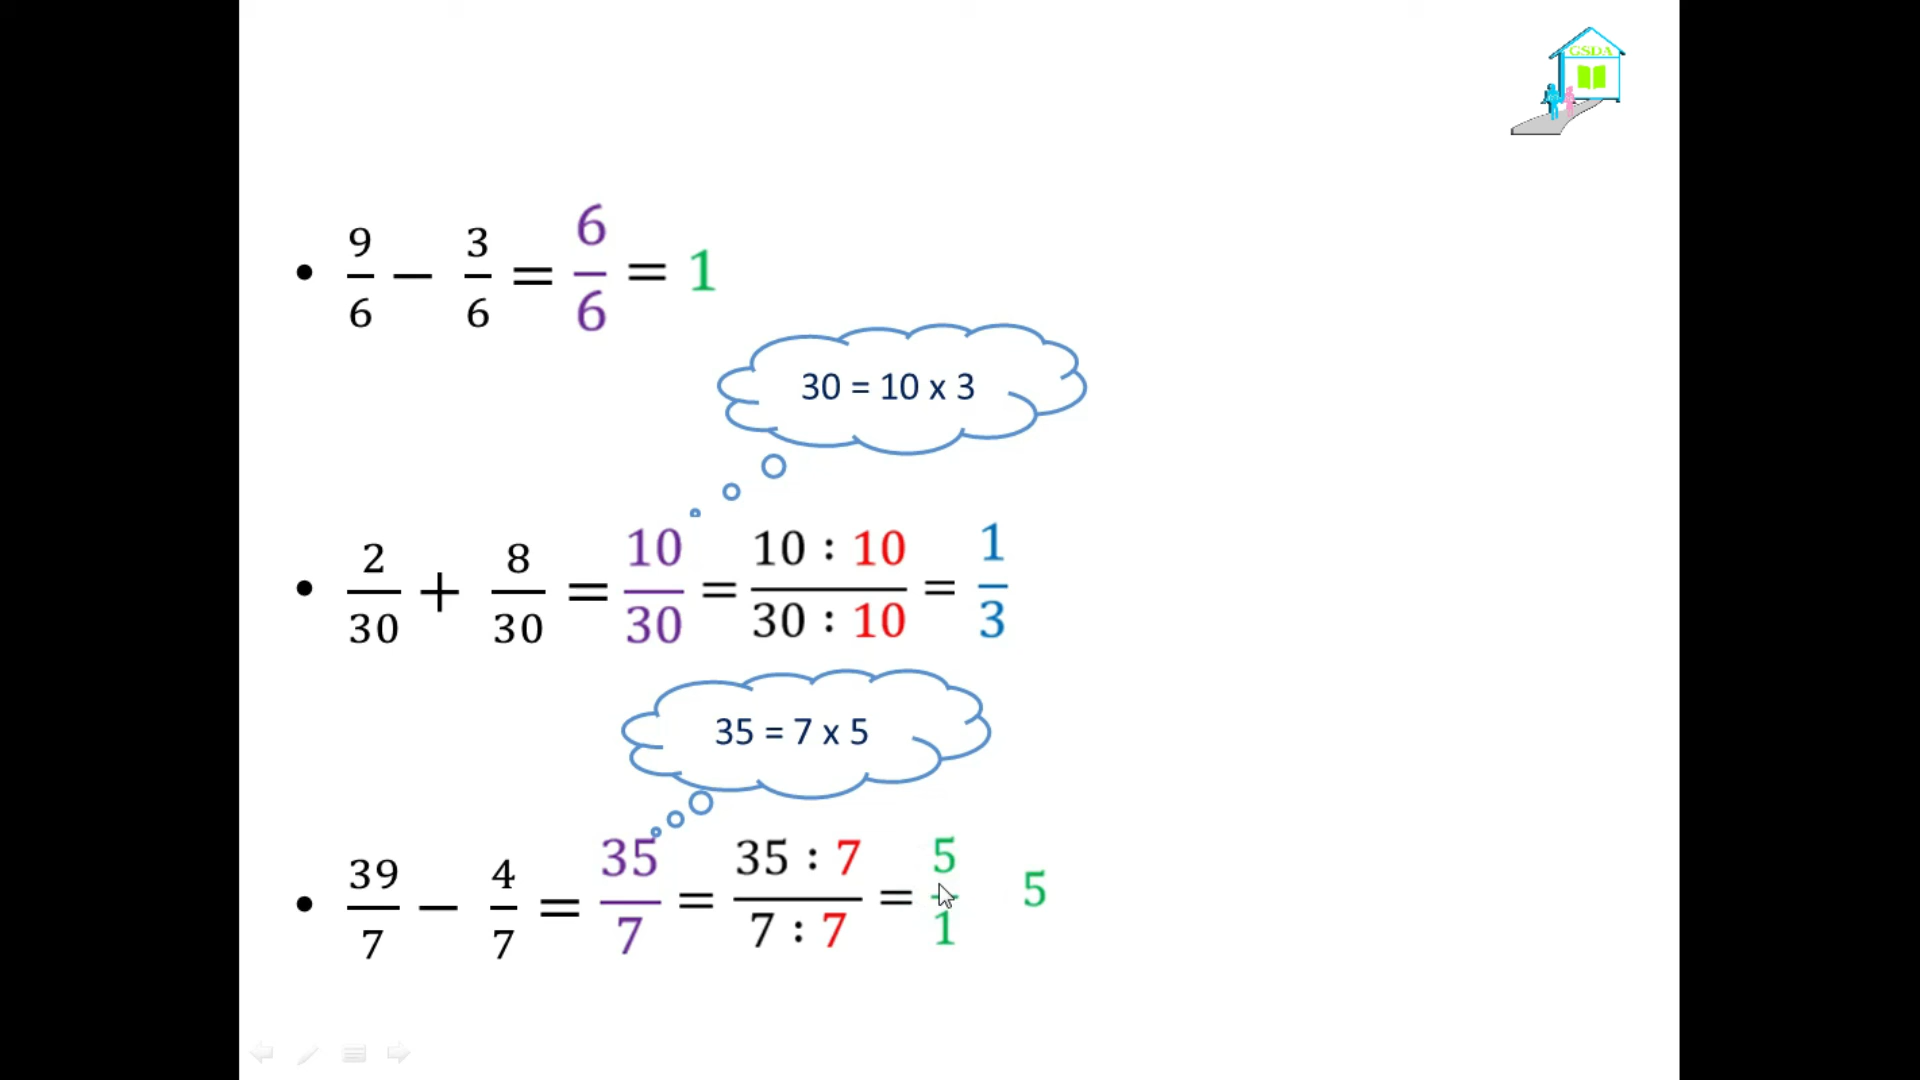 GSDA
• 9/6 − 3/6 = 6/6 = 1
30 = 10 x 3
• 2/30 + 8/30 = 10/30 = 10 : 10/30 : 10 = 1/3
35 = 7 x 5
• 39/7 − 4/7 = 35/7 = 35 : 7/7 : 7 = 5/1 5